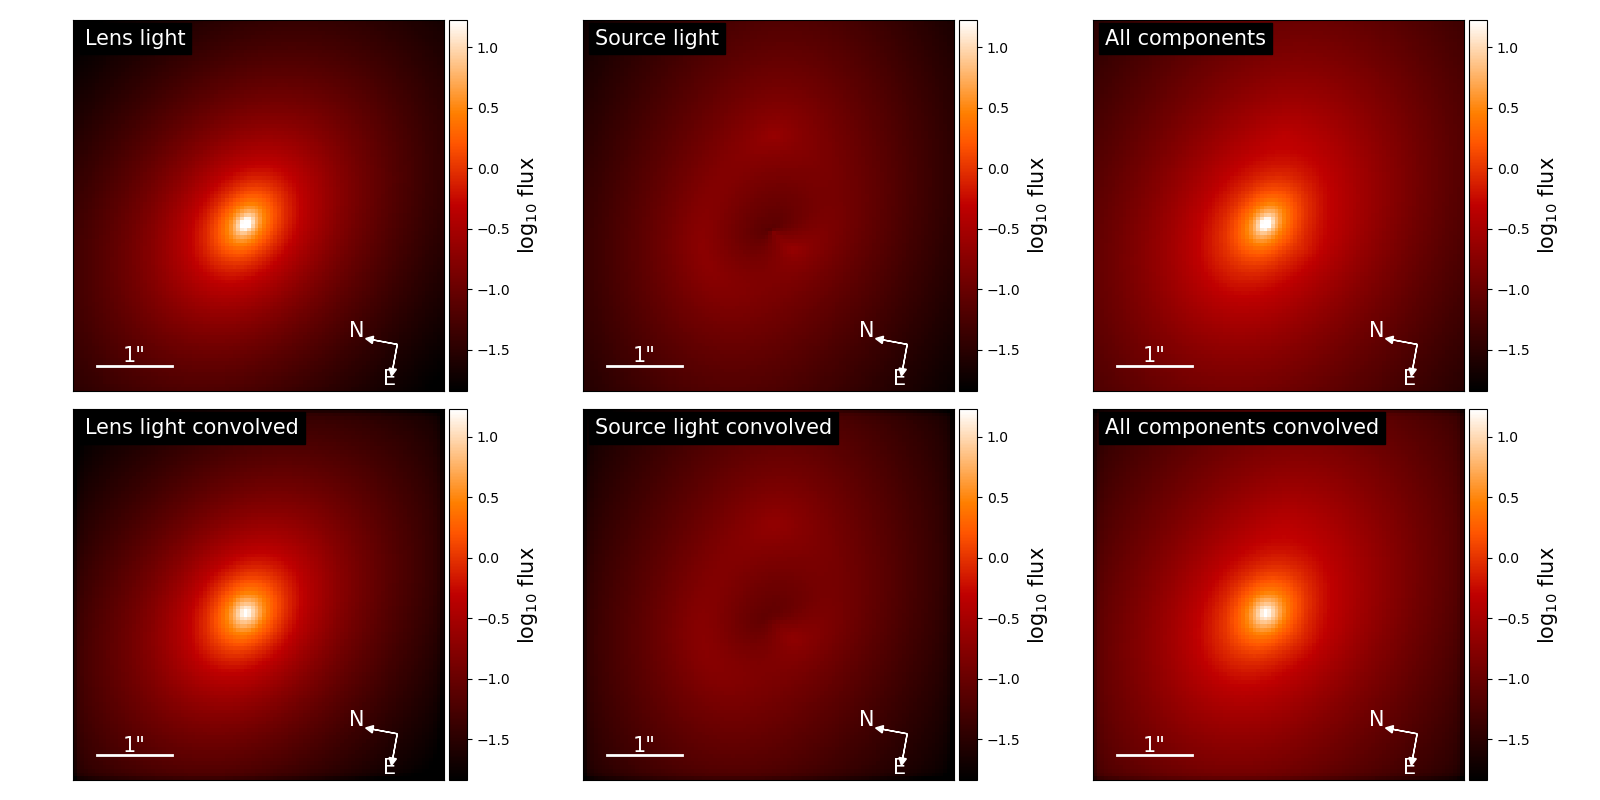 Lens light
1.0
0.5
0.0
−0.5
−1.0
−1.5
log₁₀ flux
N
E
1"
Source light
1.0
0.5
0.0
−0.5
−1.0
−1.5
log₁₀ flux
N
E
1"
All components
1.0
0.5
0.0
−0.5
−1.0
−1.5
log₁₀ flux
N
E
1"
Lens light convolved
1.0
0.5
0.0
−0.5
−1.0
−1.5
log₁₀ flux
N
E
1"
Source light convolved
1.0
0.5
0.0
−0.5
−1.0
−1.5
log₁₀ flux
N
E
1"
All components convolved
1.0
0.5
0.0
−0.5
−1.0
−1.5
log₁₀ flux
N
E
1"